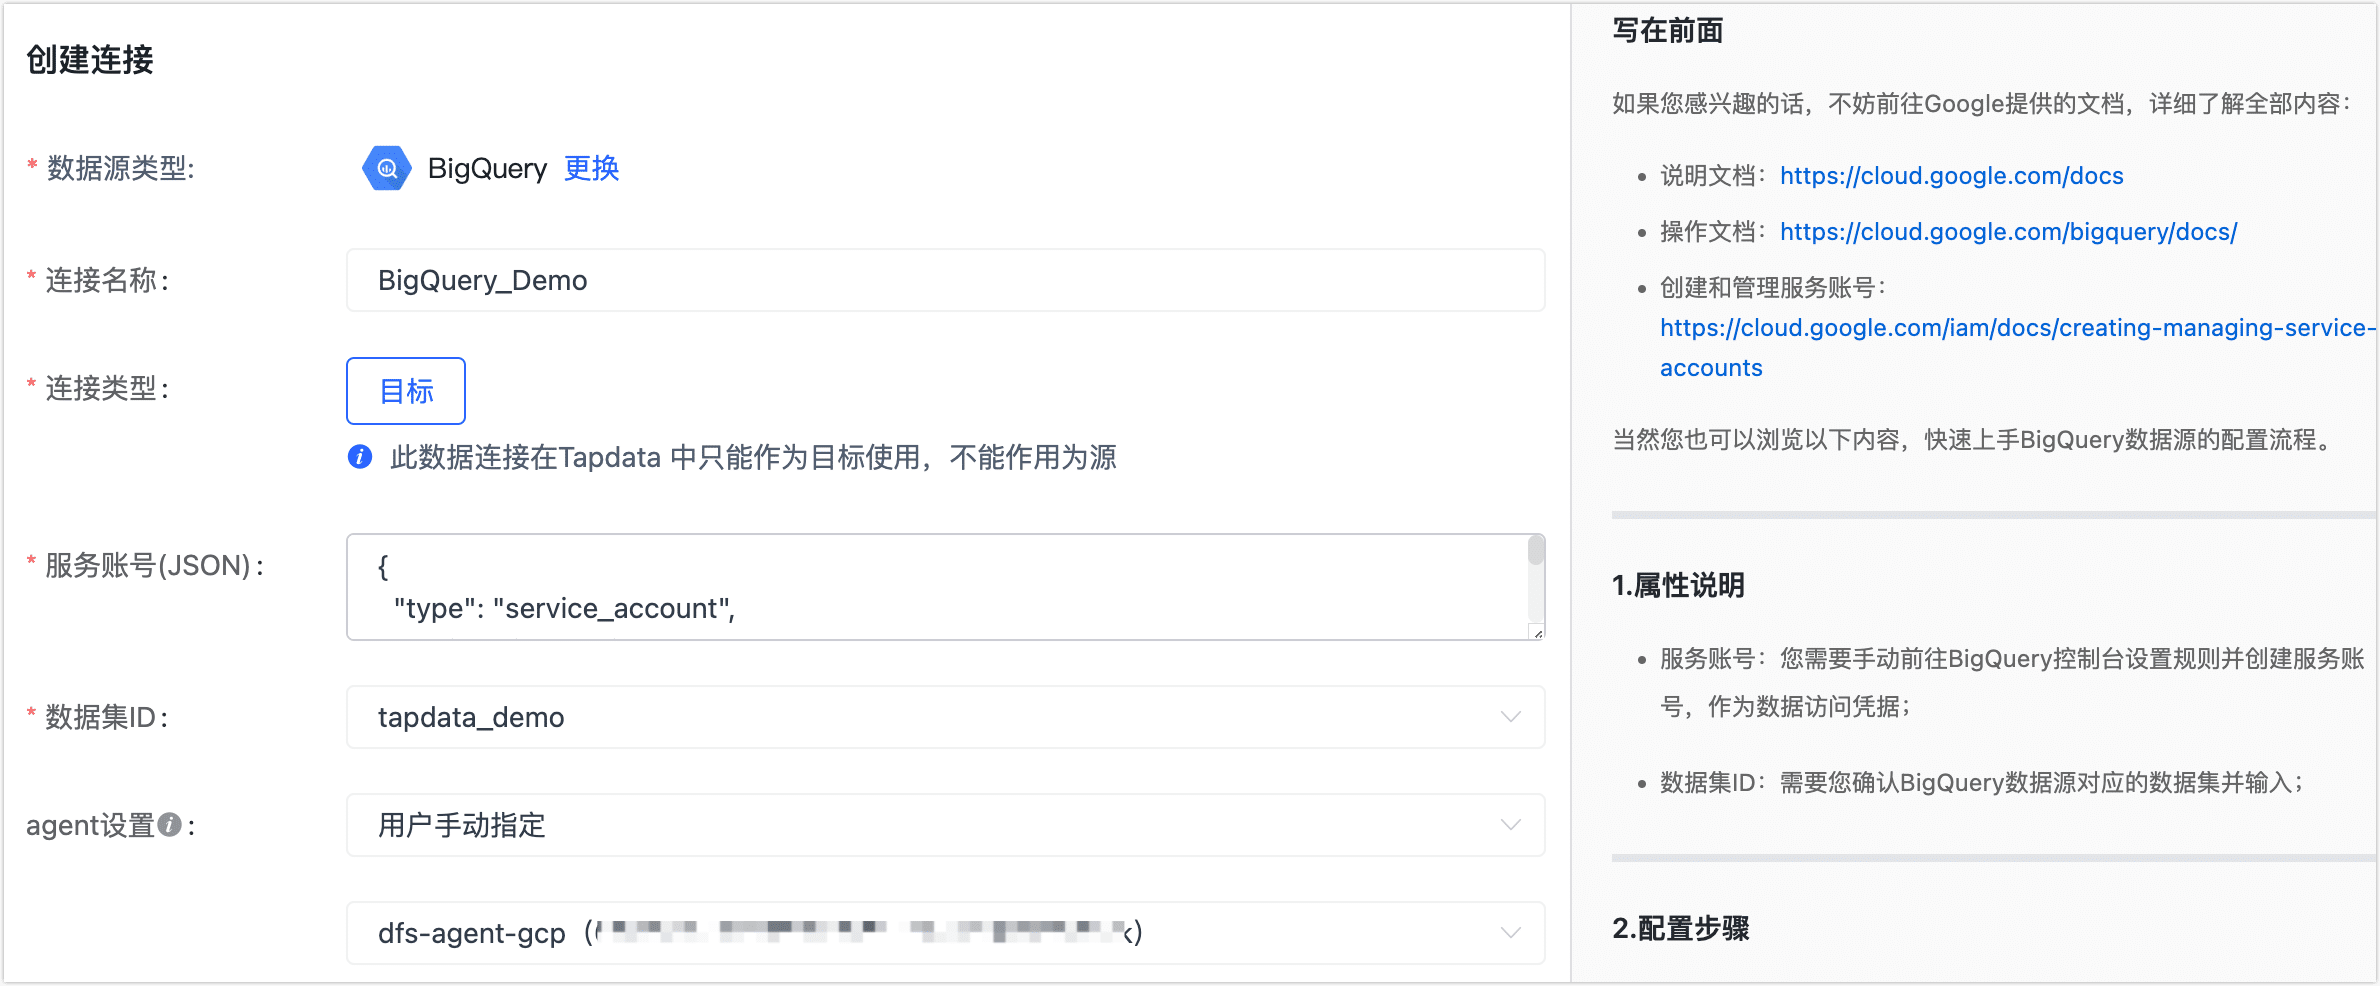 创建连接
* 数据源类型:
BigQuery 更换
* 连接名称:
BigQuery_Demo
* 连接类型:
目标
此数据连接在Tapdata 中只能作为目标使用，不能作用为源
* 服务账号(JSON):
{
"type": "service_account",
* 数据集ID:
tapdata_demo
agent设置 :
用户手动指定
dfs-agent-gcp
写在前面
如果您感兴趣的话，不妨前往Google提供的文档，详细了解全部内容：
• 说明文档：https://cloud.google.com/docs
• 操作文档：https://cloud.google.com/bigquery/docs/
• 创建和管理服务账号：
https://cloud.google.com/iam/docs/creating-managing-service-
accounts
当然您也可以浏览以下内容，快速上手BigQuery数据源的配置流程。
1.属性说明
• 服务账号：您需要手动前往BigQuery控制台设置规则并创建服务账
号，作为数据访问凭据；
• 数据集ID：需要您确认BigQuery数据源对应的数据集并输入；
2.配置步骤